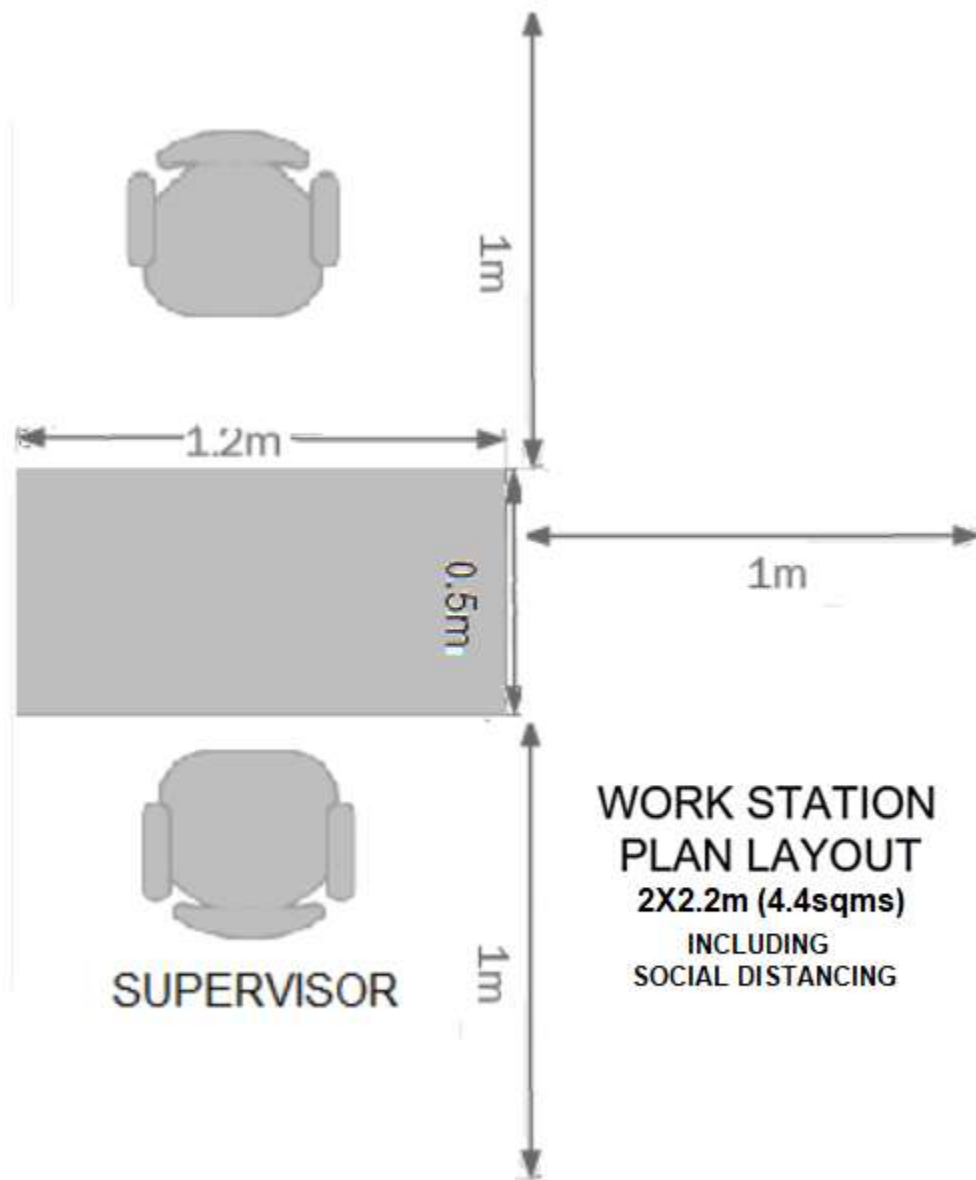 1m
1.2m
0.5m
1m
WORK STATION
PLAN LAYOUT
2X2.2m (4.4sqms)
INCLUDING
SOCIAL DISTANCING
1m
SUPERVISOR